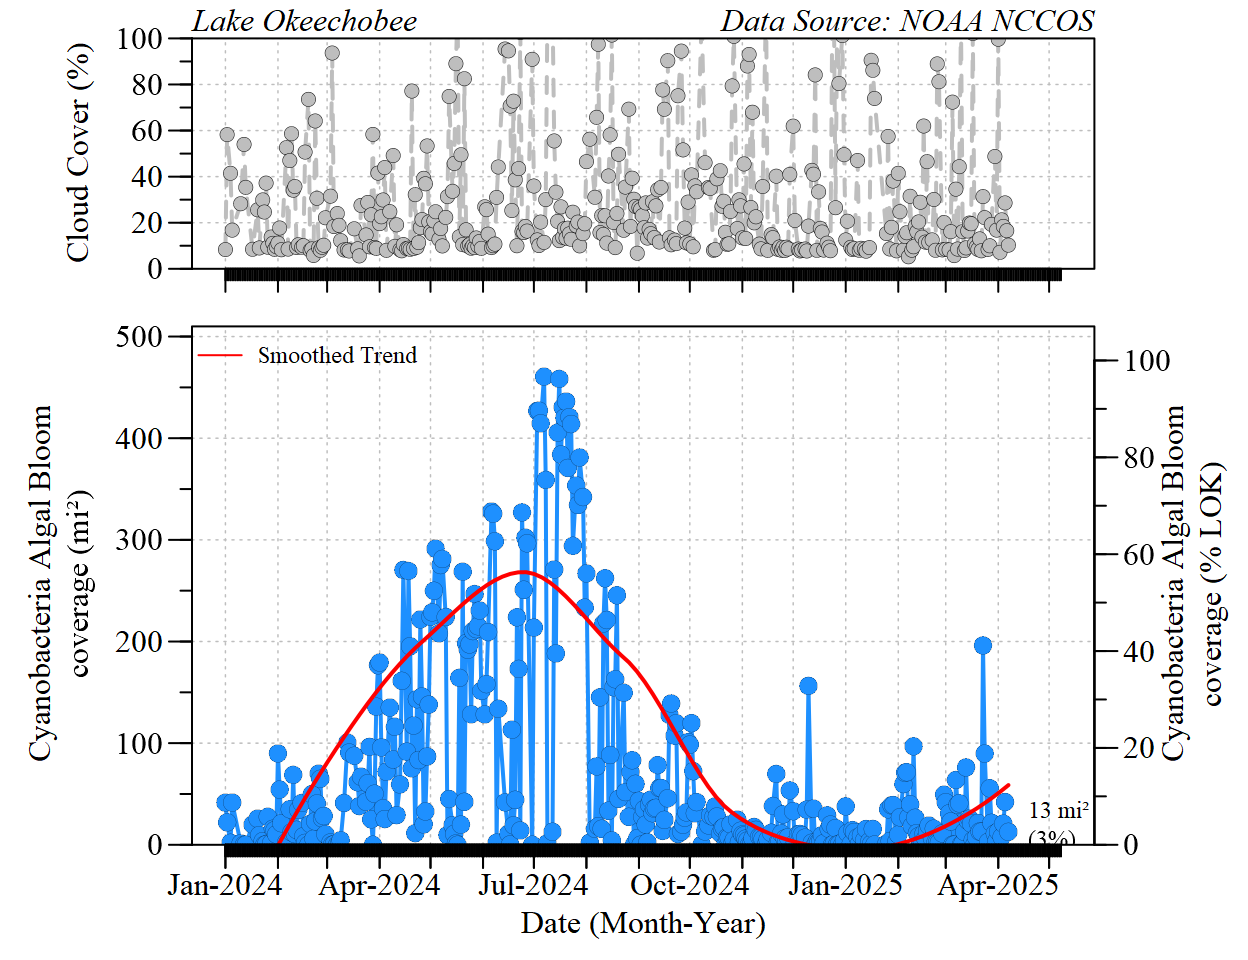 Lake Okeechobee
Data Source: NOAA NCCOS
Cloud Cover (%)
100
80
60
40
20
0
Cyanobacteria Algal Bloom
coverage (mi²)
500
400
300
200
100
0
Smoothed Trend
13 mi²
(3%)
100
80
60
40
20
0
Cyanobacteria Algal Bloom
coverage (% LOK)
Jan-2024
Apr-2024
Jul-2024
Oct-2024
Jan-2025
Apr-2025
Date (Month-Year)